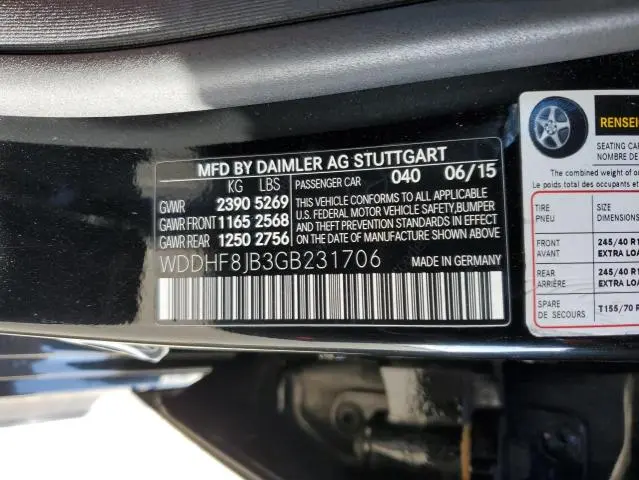 MFD BY DAIMLER AG STUTTGART
KG LBS
PASSENGER CAR 040 06/15
GVWR 2390 5269
GAWR FRONT 1165 2568
GAWR REAR 1250 2756
THIS VEHICLE CONFORMS TO ALL APPLICABLE
U.S. FEDERAL MOTOR VEHICLE SAFETY,BUMPER
AND THEFT PREVENTION STANDARDS IN EFFECT
ON THE DATE OF MANUFACTURE SHOWN ABOVE
WDDHF8JB3GB231706 GERMANY
RENSEIG
SEATING CAP
NOMBRE DE
The combined weight of oc
Le poids total des occupants et
TIRE SIZE
PNEU DIMENSIONS
FRONT 245/40 R1
AVANT EXTRA LOA
REAR 245/40 R1
ARRIÈRE EXTRA LOA
SPARE
DE SECOURS T155/70 R